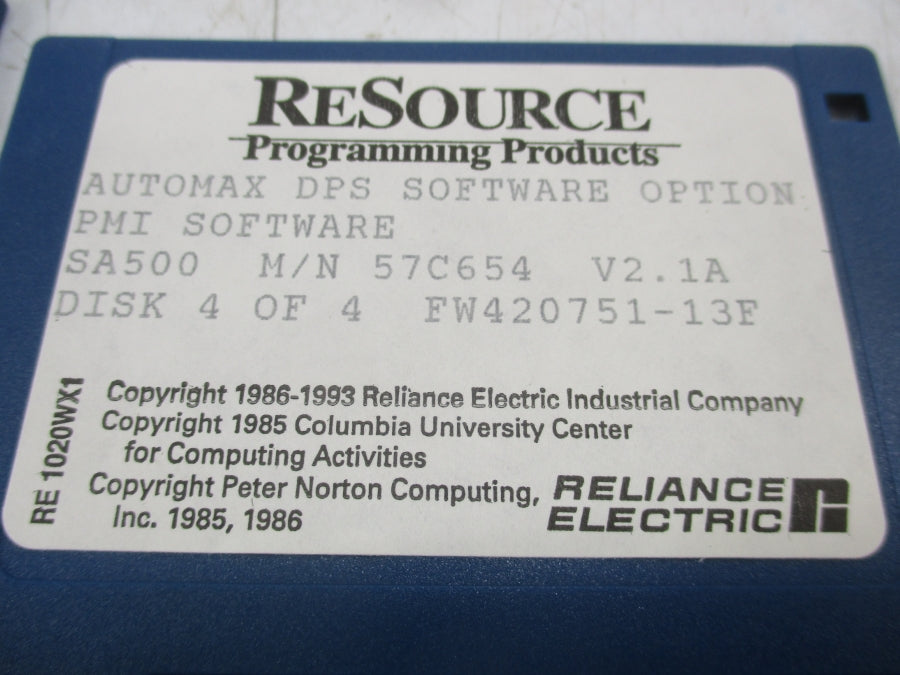 RESOURCE
Programming Products
AUTOMAX DPS SOFTWARE OPTION
PMI SOFTWARE
SA500 M/N 57C654 V2.1A
DISK 4 OF 4 FW420751-13F
RE 1020WX1
Copyright 1986-1993 Reliance Electric Industrial Company
Copyright 1985 Columbia University Center
for Computing Activities
Copyright Peter Norton Computing,
Inc. 1985, 1986
RELIANCE
ELECTRIC